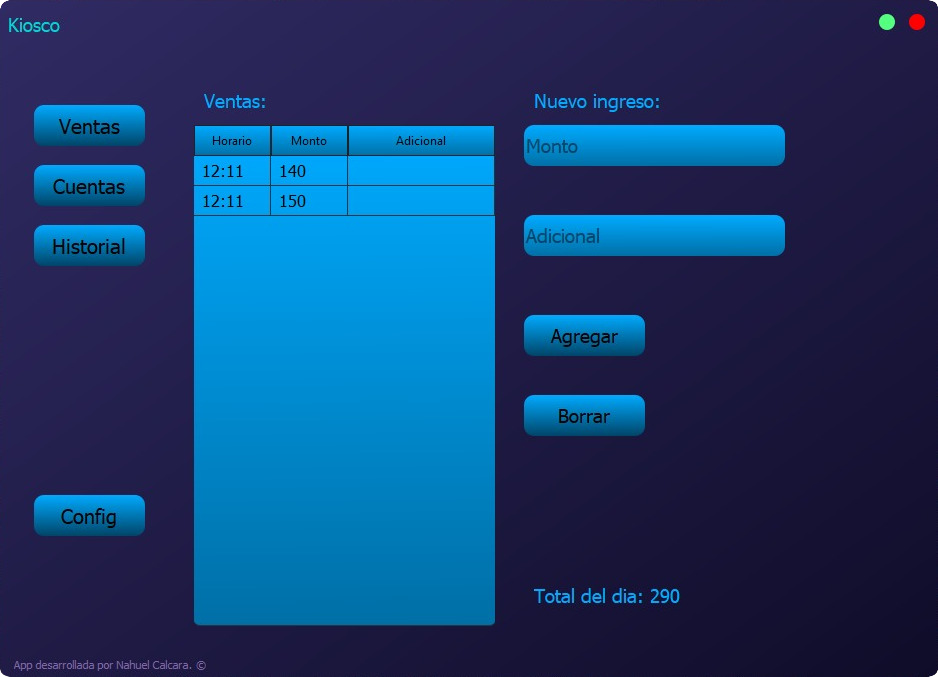 Kiosco
Ventas
Cuentas
Historial
Config
Ventas:
Horario Monto Adicional
12:11 140
12:11 150
Nuevo ingreso:
Monto
Adicional
Agregar
Borrar
Total del dia: 290
App desarrollada por Nahuel Calcara. ©